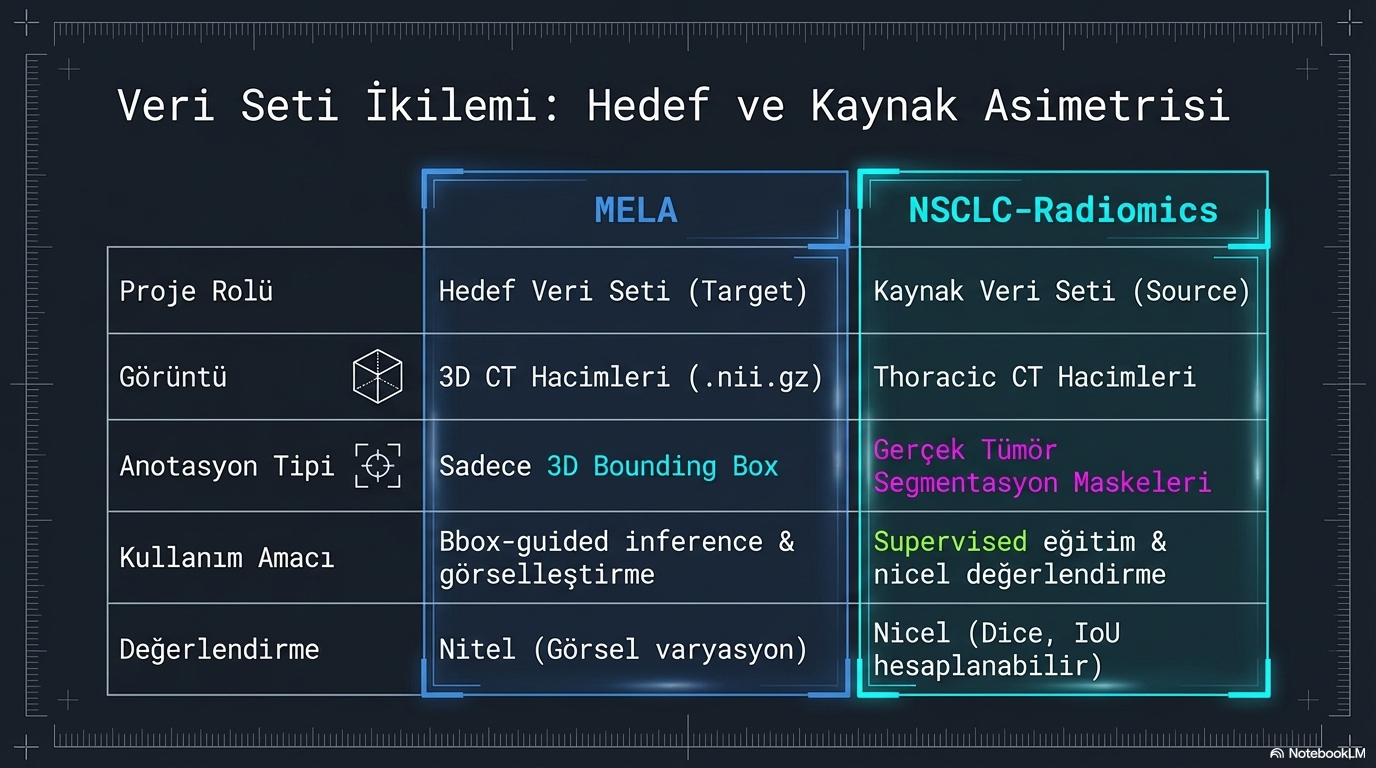 Veri Seti İkilemi: Hedef ve Kaynak Asimetrisi
MELA
NSCLC-Radiomics
Proje Rolü
Hedef Veri Seti (Target)
Kaynak Veri Seti (Source)
Görüntü
3D CT Hacimleri (.nii.gz)
Thoracic CT Hacimleri
Anotasyon Tipi
Sadece 3D Bounding Box
Gerçek Tümör
Segmentasyon Maskeleri
Kullanım Amacı
Bbox-guided inference &
görselleştirme
Supervised eğitim &
nicel değerlendirme
Değerlendirme
Nitel (Görsel varyasyon)
Nicel (Dice, IoU
hesaplanabilir)
NotebookLM